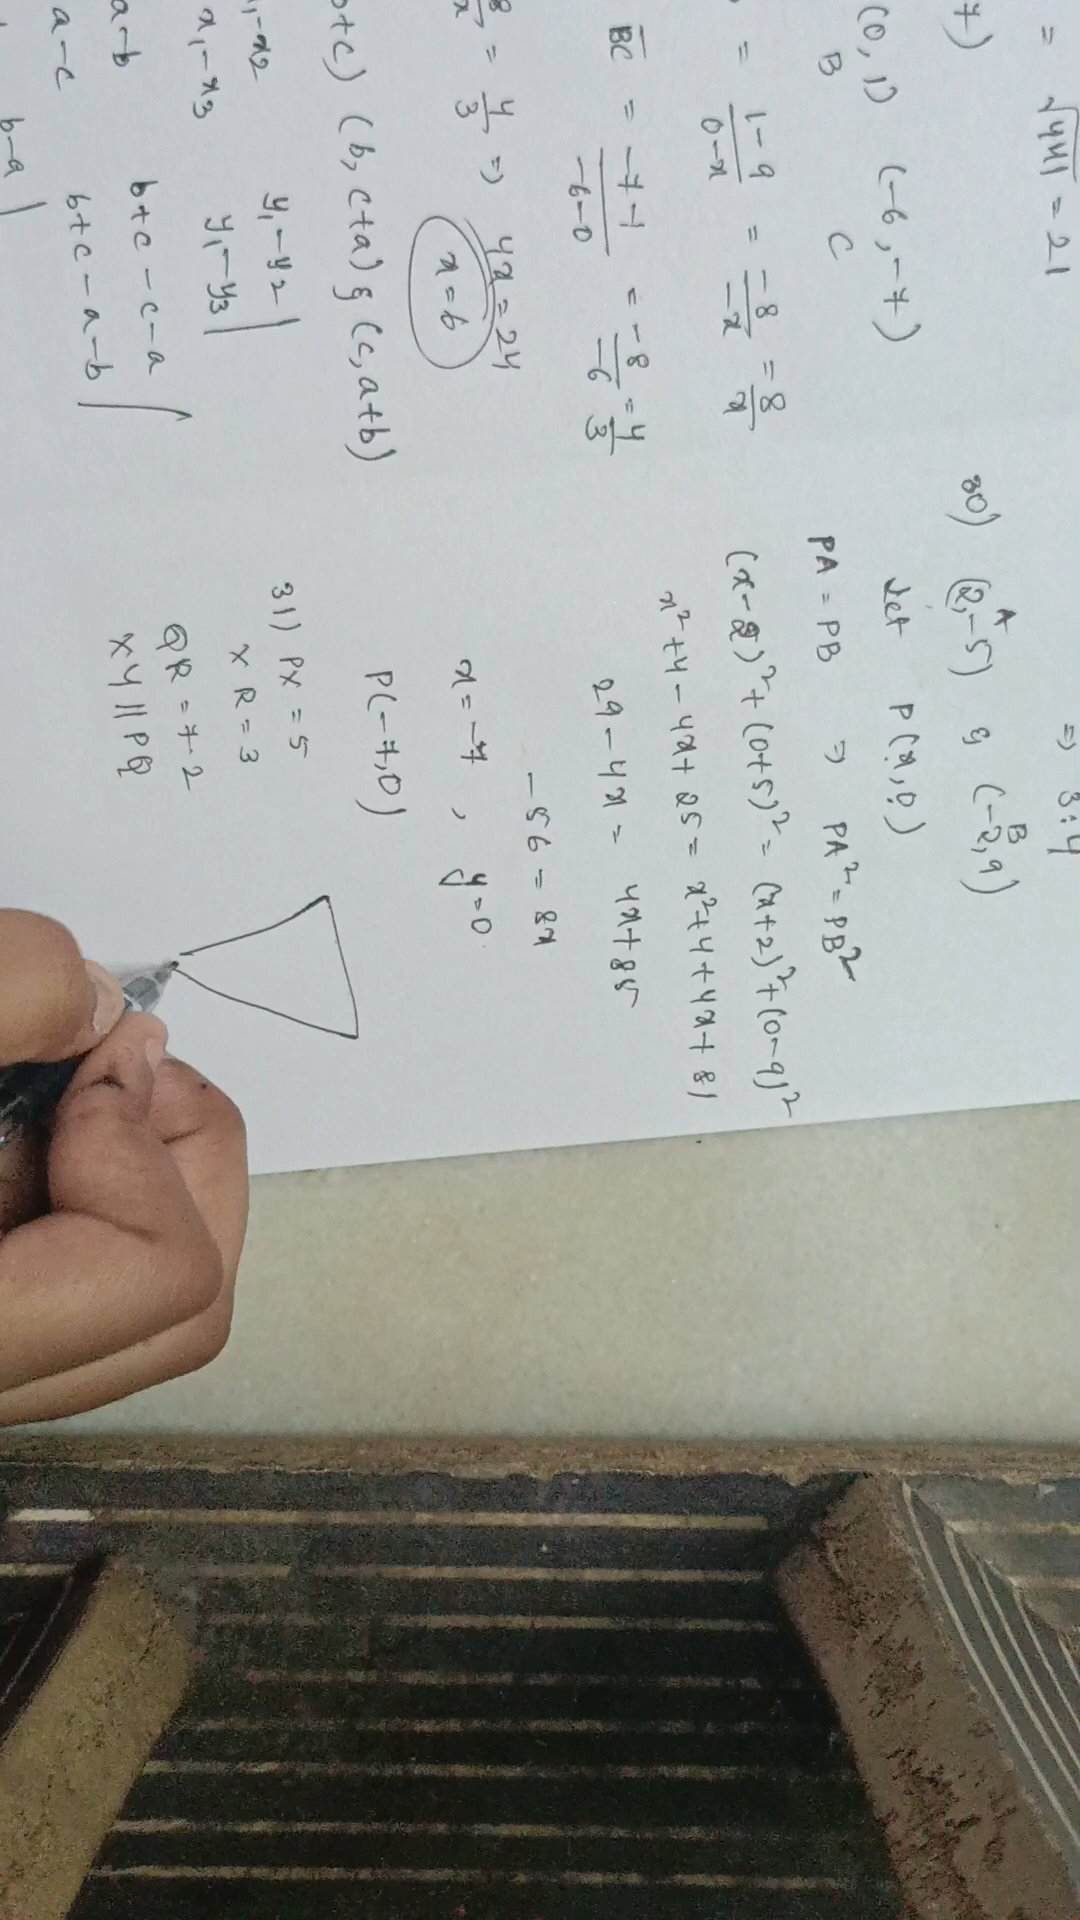 = √441 = 21
7)
(0, 1) (-6, -7)
B C
= 1-9/0-x = -8/-x = 8/x
BC = -7-1/-6-0 = -8/-6 = 4/3
8/x = 4/3 => 4x = 24
x = 6
b+c) (b, c+a) & (c, a+b)
x1-x2 y1-y2
x1-x3 y1-y3
a-b b+c-c-a
a-c b+c-a-b
b-a
=> 3:4
30) (2,-5) & (-2,9)
A B
Let P(x,0)
PA = PB => PA² = PB²
(x-2)² + (0+5)² = (x+2)² + (0-9)²
x² + 4 - 4x + 25 = x² + 4 + 4x + 81
29 - 4x = 4x + 85
-56 = 8x
x = -7, y = 0
P(-7,0)
31) PX = 5
XR = 3
QR = 7.2
XY || PQ